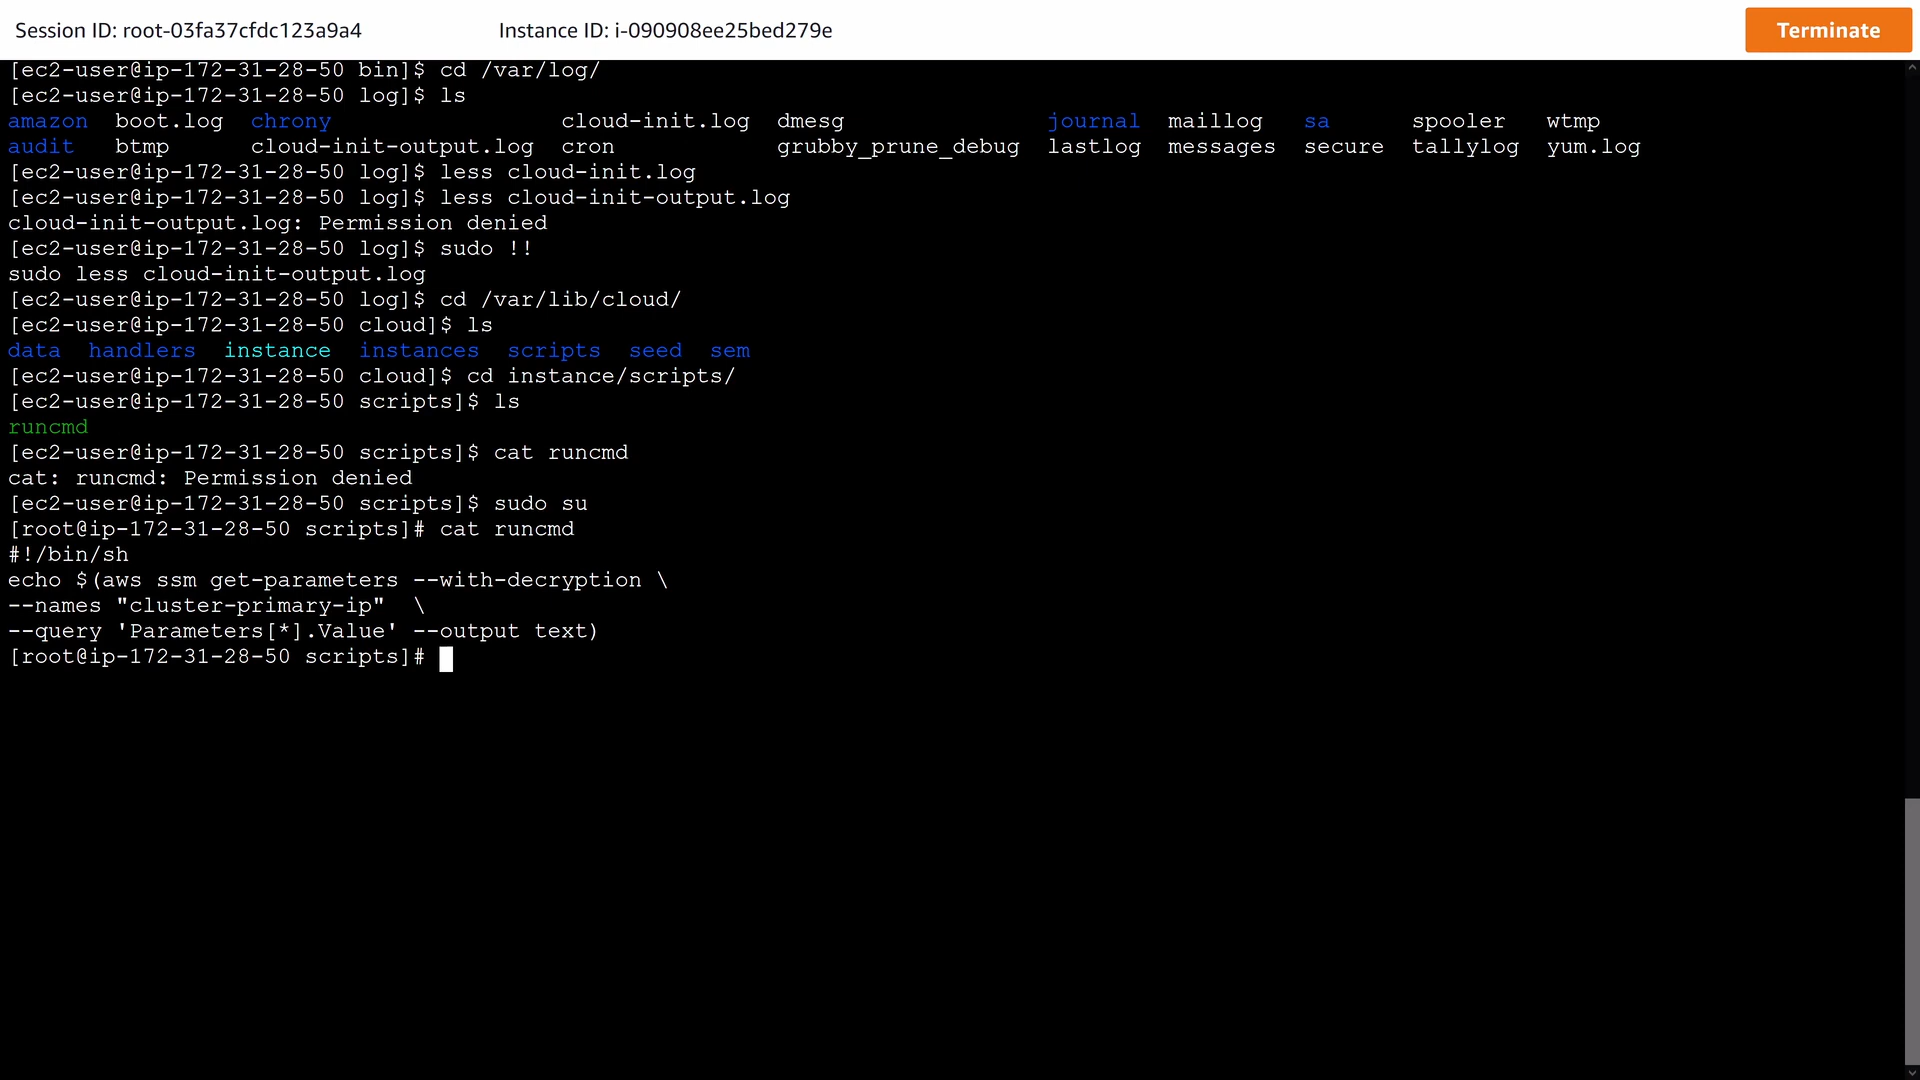 Session ID: root-03fa37cfdc123a9a4 Instance ID: i-090908ee25bed279e Terminate
[ec2-user@ip-172-31-28-50 bin]$ cd /var/log/
[ec2-user@ip-172-31-28-50 log]$ ls
amazon boot.log chrony cloud-init.log dmesg journal maillog sa spooler wtmp
audit btmp cloud-init-output.log cron grubby_prune_debug lastlog messages secure tallylog yum.log
[ec2-user@ip-172-31-28-50 log]$ less cloud-init.log
[ec2-user@ip-172-31-28-50 log]$ less cloud-init-output.log
cloud-init-output.log: Permission denied
[ec2-user@ip-172-31-28-50 log]$ sudo !!
sudo less cloud-init-output.log
[ec2-user@ip-172-31-28-50 log]$ cd /var/lib/cloud/
[ec2-user@ip-172-31-28-50 cloud]$ ls
data handlers instance instances scripts seed sem
[ec2-user@ip-172-31-28-50 cloud]$ cd instance/scripts/
[ec2-user@ip-172-31-28-50 scripts]$ ls
runcmd
[ec2-user@ip-172-31-28-50 scripts]$ cat runcmd
cat: runcmd: Permission denied
[ec2-user@ip-172-31-28-50 scripts]$ sudo su
[root@ip-172-31-28-50 scripts]# cat runcmd
#!/bin/sh
echo $(aws ssm get-parameters --with-decryption \
--names "cluster-primary-ip"  \
--query 'Parameters[*].Value' --output text)
[root@ip-172-31-28-50 scripts]#